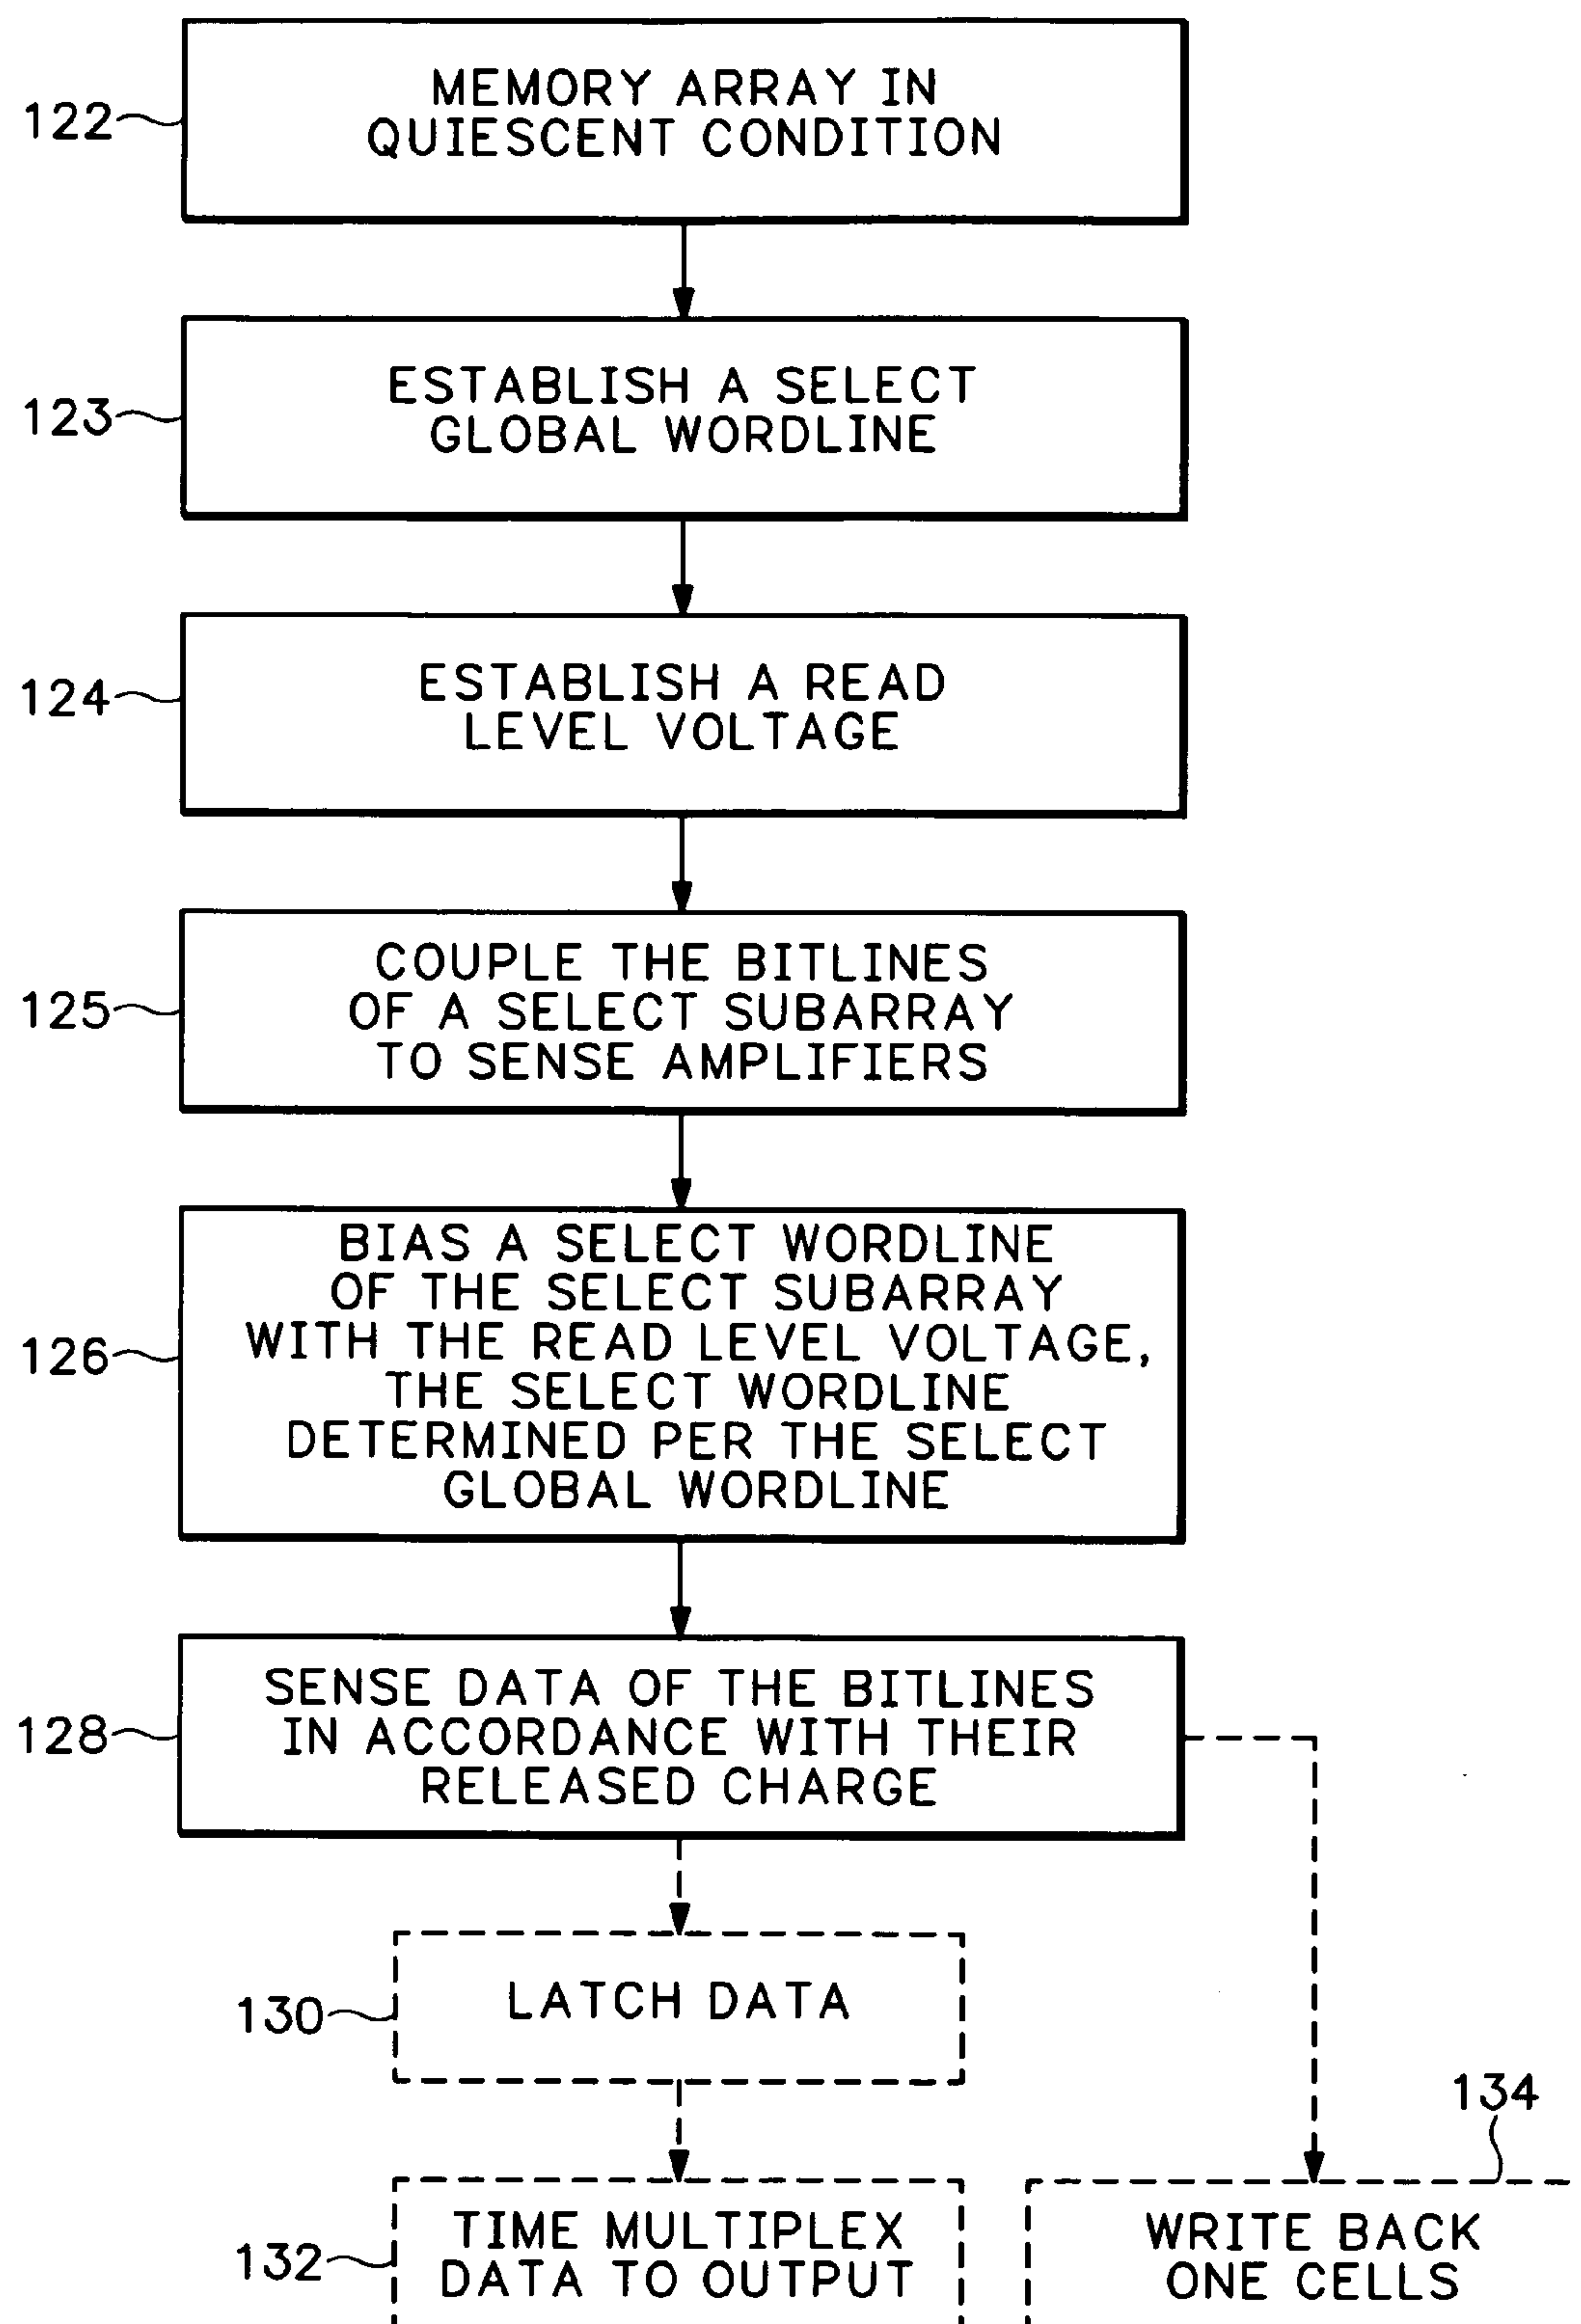 122
MEMORY ARRAY IN
QUIESCENT CONDITION
123
ESTABLISH A SELECT
GLOBAL WORDLINE
124
ESTABLISH A READ
LEVEL VOLTAGE
125
COUPLE THE BITLINES
OF A SELECT SUBARRAY
TO SENSE AMPLIFIERS
126
BIAS A SELECT WORDLINE
OF THE SELECT SUBARRAY
WITH THE READ LEVEL VOLTAGE,
THE SELECT WORDLINE
DETERMINED PER THE SELECT
GLOBAL WORDLINE
128
SENSE DATA OF THE BITLINES
IN ACCORDANCE WITH THEIR
RELEASED CHARGE
130
LATCH DATA
132
TIME MULTIPLEX
DATA TO OUTPUT
134
WRITE BACK
ONE CELLS